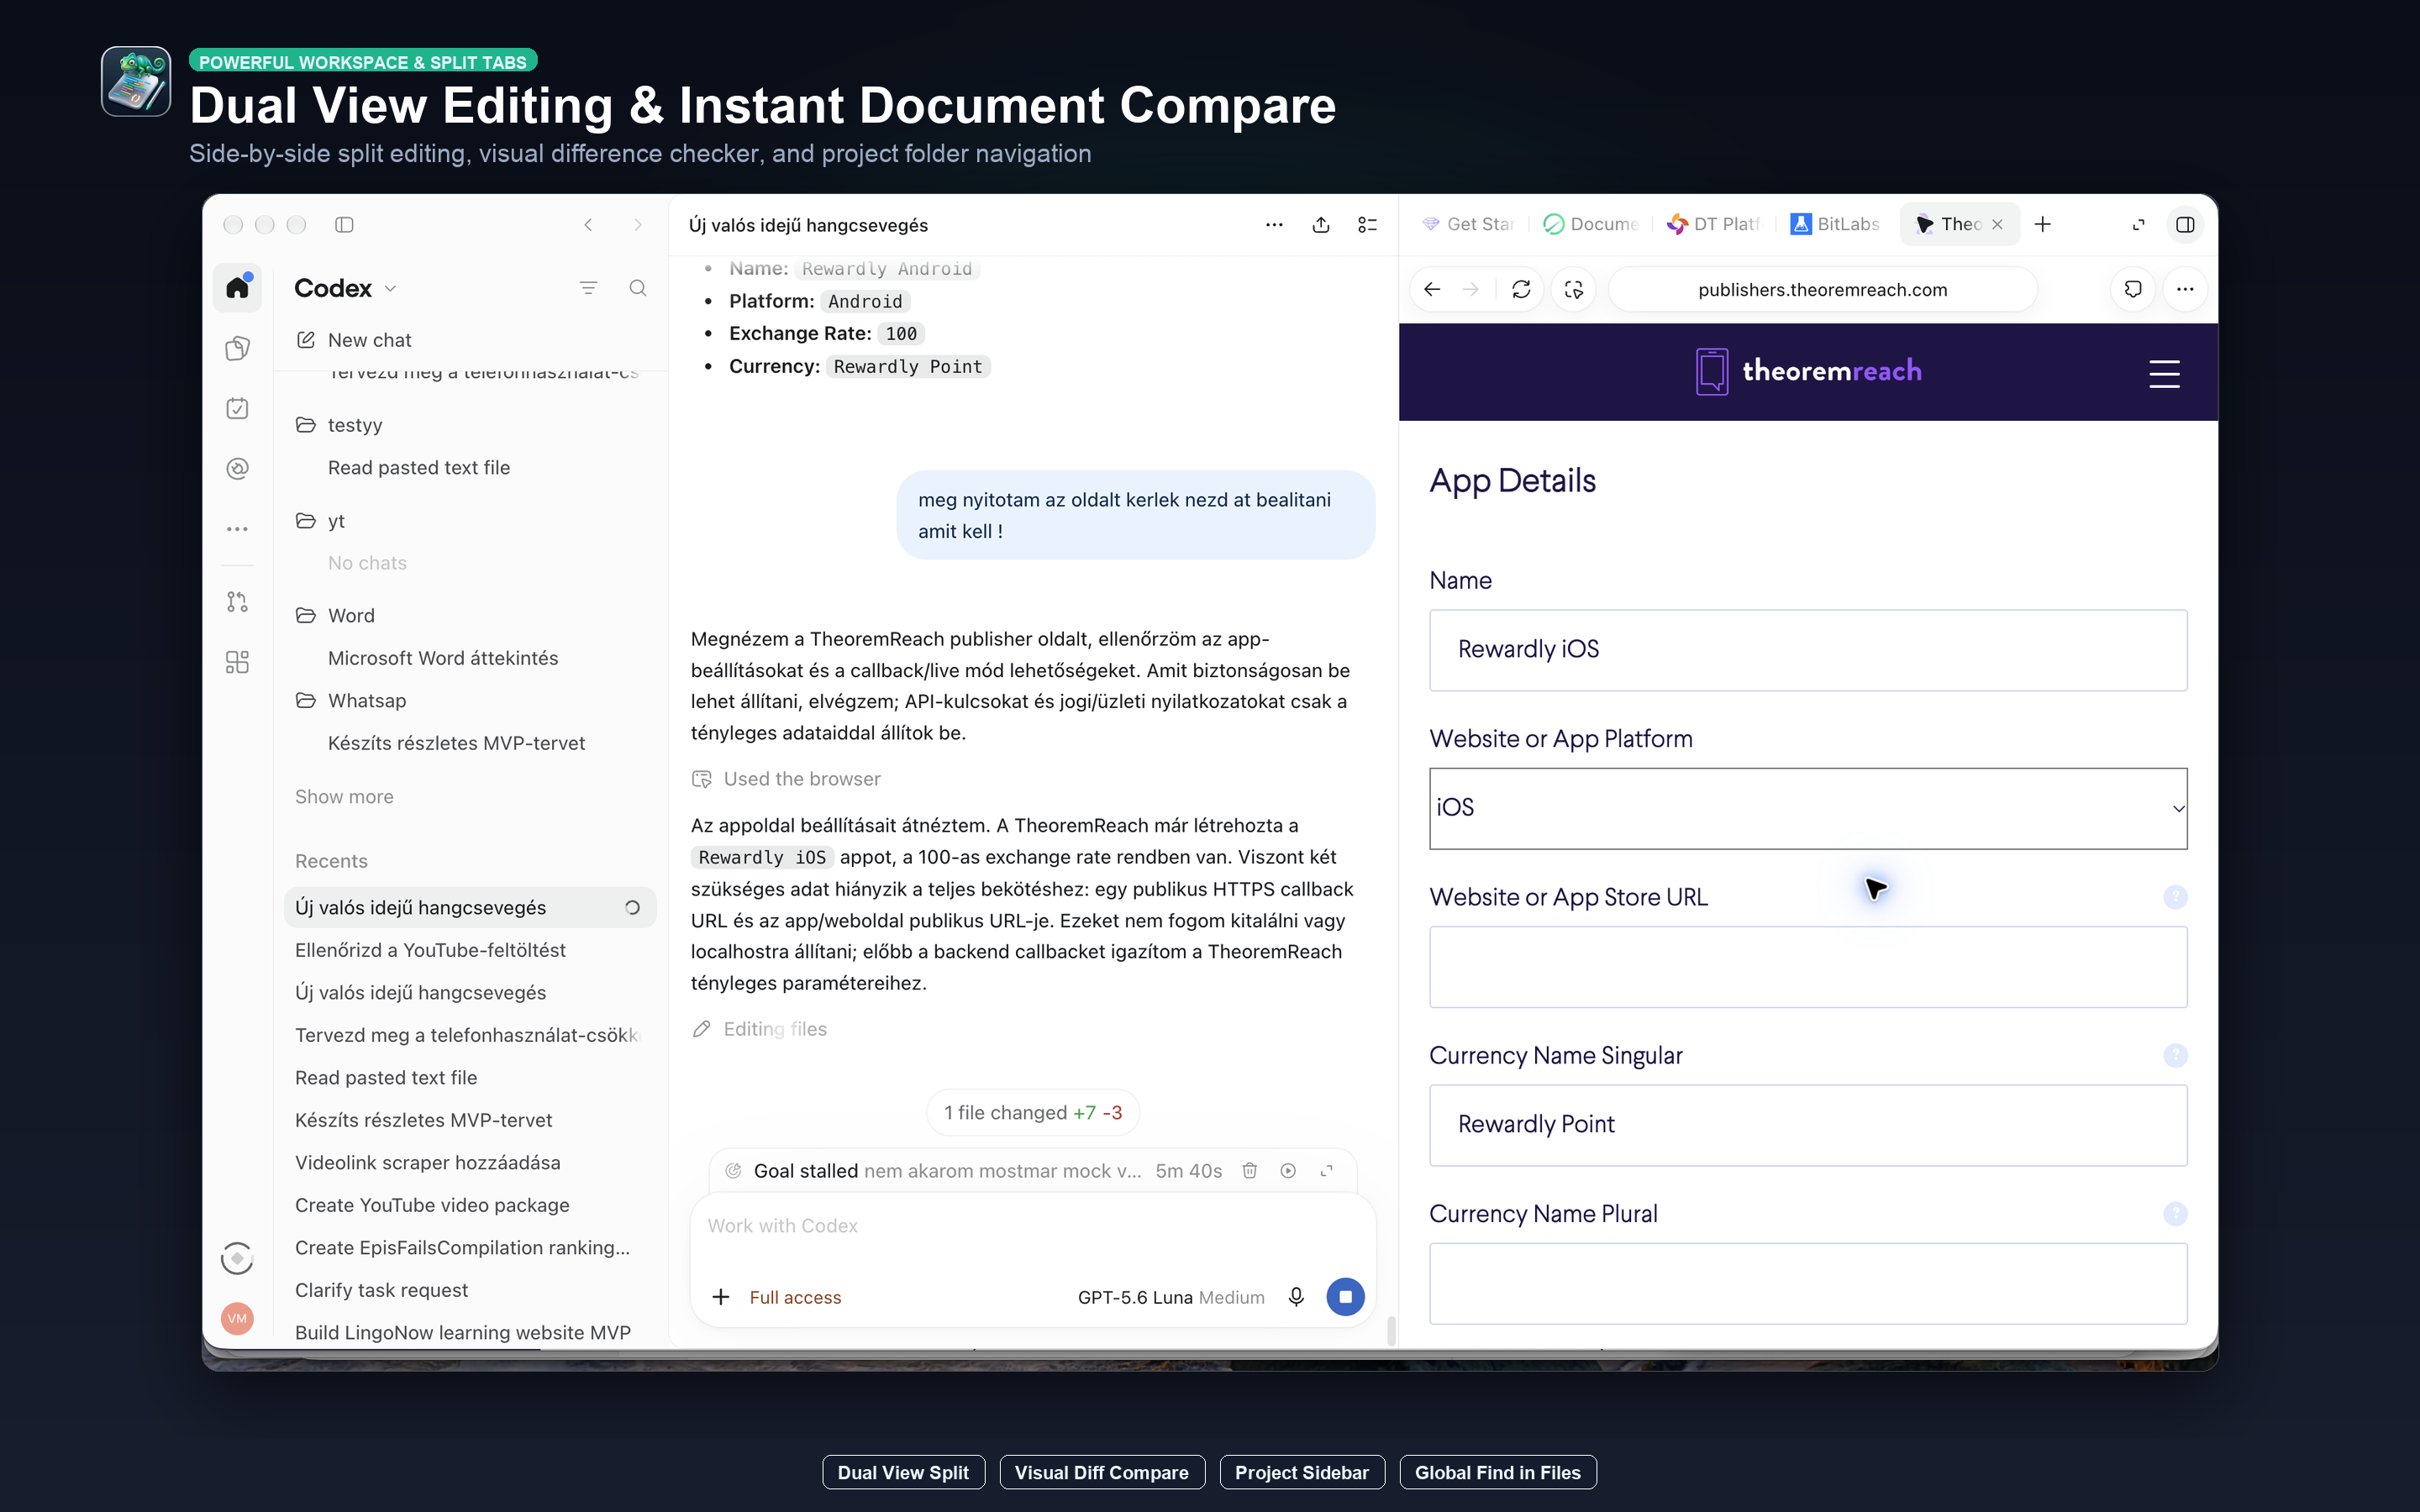 POWERFUL WORKSPACE & SPLIT TABS
Dual View Editing & Instant Document Compare
Side-by-side split editing, visual difference checker, and project folder navigation
Codex
New chat
Tervezd meg a telefonhasználat-cs
testyy
Read pasted text file
yt
No chats
Word
Microsoft Word áttekintés
Whatsap
Készíts részletes MVP-tervet
Show more
Recents
Új valós idejű hangcsevegés
Ellenőrizd a YouTube-feltöltést
Új valós idejű hangcsevegés
Tervezd meg a telefonhasználat-csökk
Read pasted text file
Készíts részletes MVP-tervet
Videolink scraper hozzáadása
Create YouTube video package
Create EpisFailsCompilation ranking...
Clarify task request
Build LingoNow learning website MVP
VM
Új valós idejű hangcsevegés
• Name: Rewardly Android
• Platform: Android
• Exchange Rate: 100
• Currency: Rewardly Point
meg nyitotam az oldalt kerlek nezd at bealitani
amit kell !
Megnézem a TheoremReach publisher oldalt, ellenőrzöm az app-
beállításokat és a callback/live mód lehetőségeket. Amit biztonságosan be
lehet állítani, elvégzem; API-kulcsokat és jogi/üzleti nyilatkozatokat csak a
tényleges adataiddal állítok be.
Used the browser
Az appoldal beállításait átnéztem. A TheoremReach már létrehozta a
Rewardly iOS appot, a 100-as exchange rate rendben van. Viszont két
szükséges adat hiányzik a teljes bekötéshez: egy publikus HTTPS callback
URL és az app/weboldal publikus URL-je. Ezeket nem fogom kitalálni vagy
localhostra állítani; előbb a backend callbacket igazítom a TheoremReach
tényleges paramétereihez.
Editing files
1 file changed +7 -3
Goal stalled nem akarom mostmar mock v... 5m 40s
Work with Codex
Full access
GPT-5.6 Luna Medium
Get Star
Docume
DT Platf
BitLabs
Theo
publishers.theoremreach.com
theoremreach
App Details
Name
Rewardly iOS
Website or App Platform
iOS
Website or App Store URL
?
Currency Name Singular
?
Rewardly Point
Currency Name Plural
?
Dual View Split
Visual Diff Compare
Project Sidebar
Global Find in Files